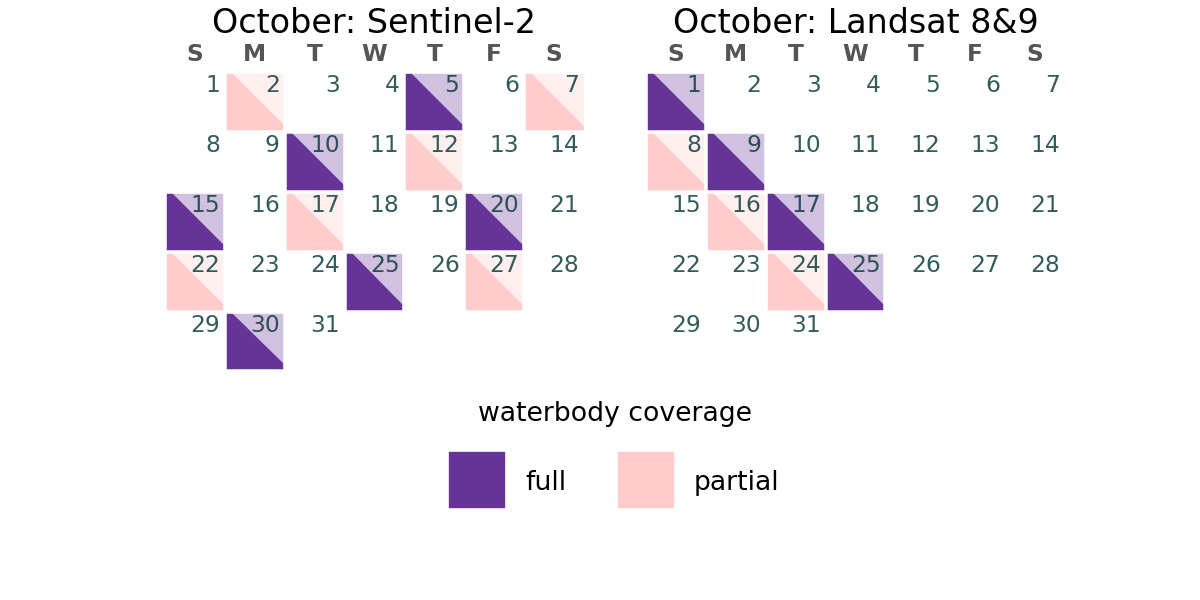 October: Sentinel-2
S M T W T F S
1 2 3 4 5 6 7
8 9 10 11 12 13 14
15 16 17 18 19 20 21
22 23 24 25 26 27 28
29 30 31
October: Landsat 8&9
S M T W T F S
1 2 3 4 5 6 7
8 9 10 11 12 13 14
15 16 17 18 19 20 21
22 23 24 25 26 27 28
29 30 31
waterbody coverage
full partial